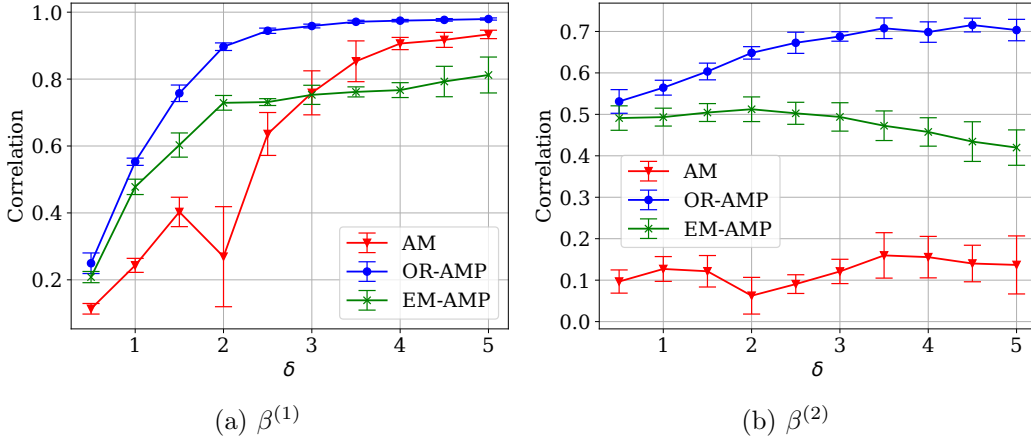 Correlation
1.0
0.8
0.6
0.4
0.2
1 2 3 4 5
δ
AM
OR-AMP
EM-AMP
(a) β^(1)
Correlation
0.7
0.6
0.5
0.4
0.3
0.2
0.1
0.0
1 2 3 4 5
δ
AM
OR-AMP
EM-AMP
(b) β^(2)